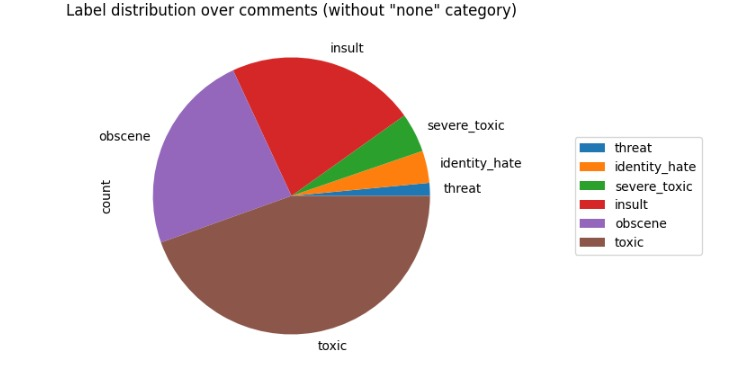 Label distribution over comments (without "none" category)
insult
severe_toxic
obscene
identity_hate
threat
count
toxic
threat
identity_hate
severe_toxic
insult
obscene
toxic